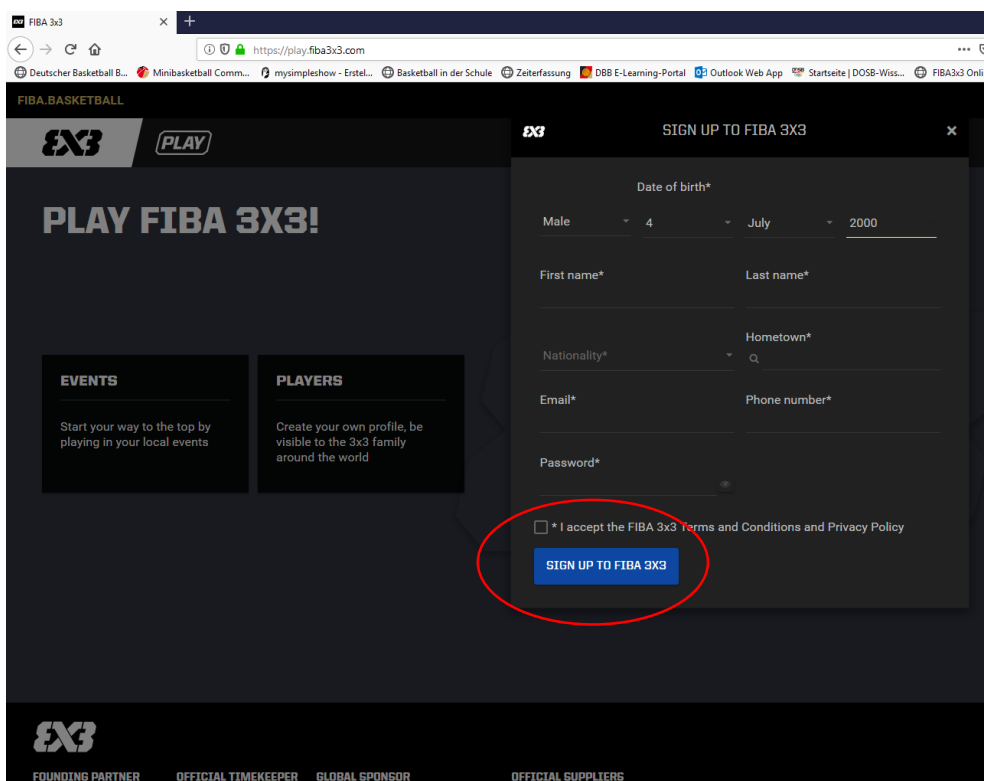 FIBA 3x3
https://play.fiba3x3.com
Deutscher Basketball B... Minibasketball Comm... mysimpleshow - Erstel... Basketball in der Schule Zeiterfassung DBB E-Learning-Portal Outlook Web App Startseite | DOSB-Wiss... FIBA3x3 Onli
FIBA.BASKETBALL
3X3 PLAY
PLAY FIBA 3X3!
EVENTS
Start your way to the top by
playing in your local events
PLAYERS
Create your own profile, be
visible to the 3x3 family
around the world
3X3 SIGN UP TO FIBA 3X3
Date of birth*
Male 4 July 2000
First name* Last name*
Hometown*
Nationality*
Email* Phone number*
Password*
* I accept the FIBA 3x3 Terms and Conditions and Privacy Policy
SIGN UP TO FIBA 3X3
3X3
FOUNDING PARTNER OFFICIAL TIMEKEEPER GLOBAL SPONSOR OFFICIAL SUPPLIERS